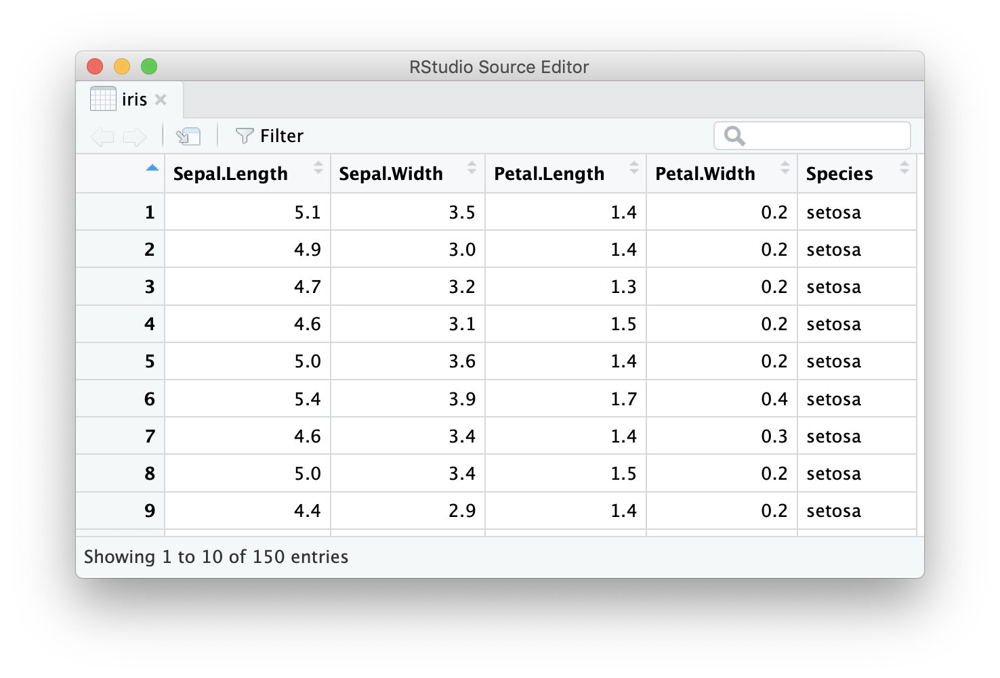 RStudio Source Editor
iris
Filter
Sepal.Length Sepal.Width Petal.Length Petal.Width Species
1 5.1 3.5 1.4 0.2 setosa
2 4.9 3.0 1.4 0.2 setosa
3 4.7 3.2 1.3 0.2 setosa
4 4.6 3.1 1.5 0.2 setosa
5 5.0 3.6 1.4 0.2 setosa
6 5.4 3.9 1.7 0.4 setosa
7 4.6 3.4 1.4 0.3 setosa
8 5.0 3.4 1.5 0.2 setosa
9 4.4 2.9 1.4 0.2 setosa
Showing 1 to 10 of 150 entries